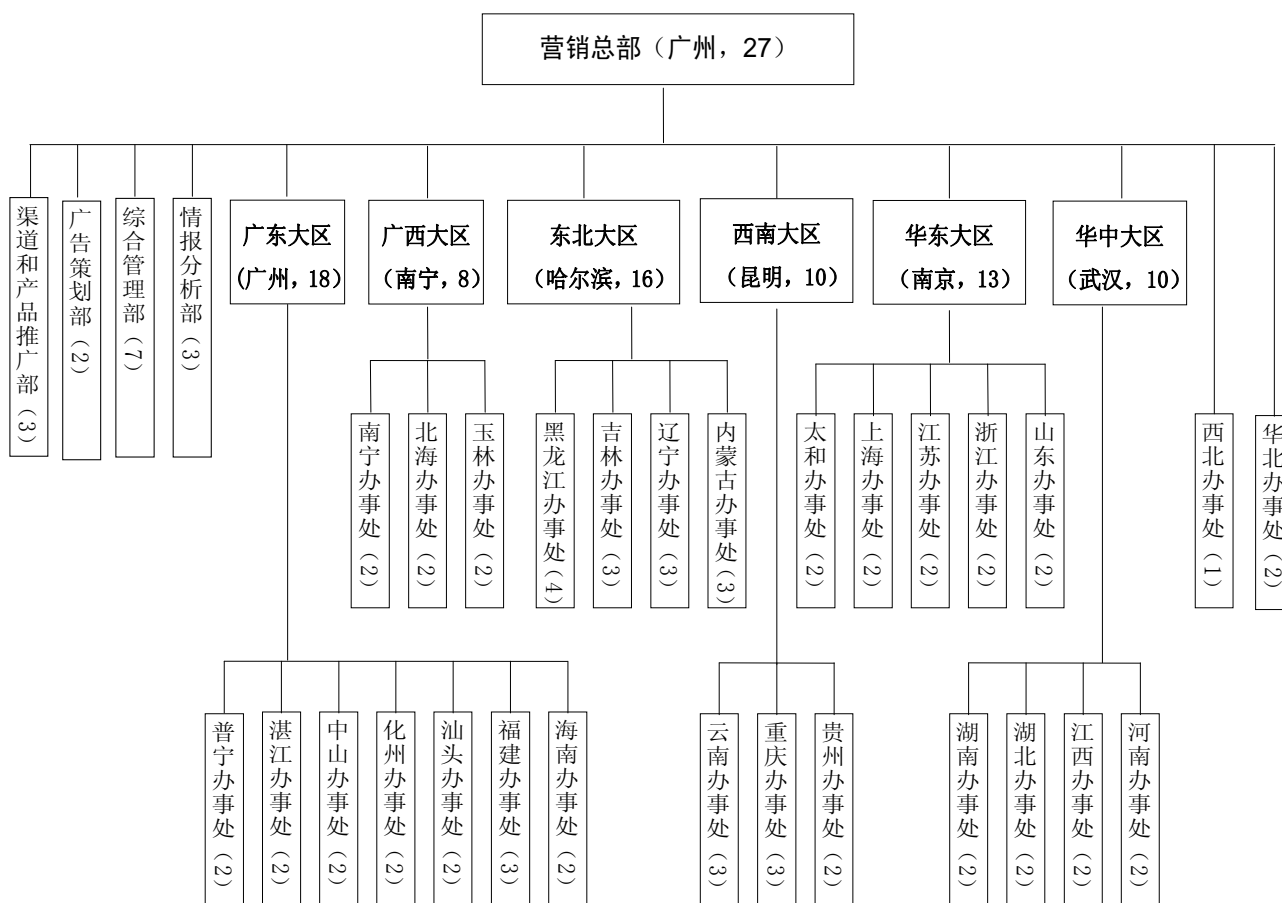 营销总部（广州，27）
渠道和产品推广部（3）
广告策划部（2）
综合管理部（7）
情报分析部（3）
广东大区
(广州，18)
广西大区
（南宁，8）
东北大区
（哈尔滨，16）
西南大区
（昆明，10）
华东大区
（南京，13）
华中大区
（武汉，10）
南宁办事处（2）
北海办事处（2）
玉林办事处（2）
黑龙江办事处（4）
吉林办事处（3）
辽宁办事处（3）
内蒙古办事处（3）
太和办事处（2）
上海办事处（2）
江苏办事处（2）
浙江办事处（2）
山东办事处（2）
西北办事处（1）
华北办事处（2）
普宁办事处（2）
湛江办事处（2）
中山办事处（2）
化州办事处（2）
汕头办事处（2）
福建办事处（3）
海南办事处（2）
云南办事处（3）
重庆办事处（3）
贵州办事处（2）
湖南办事处（2）
湖北办事处（2）
江西办事处（2）
河南办事处（2）